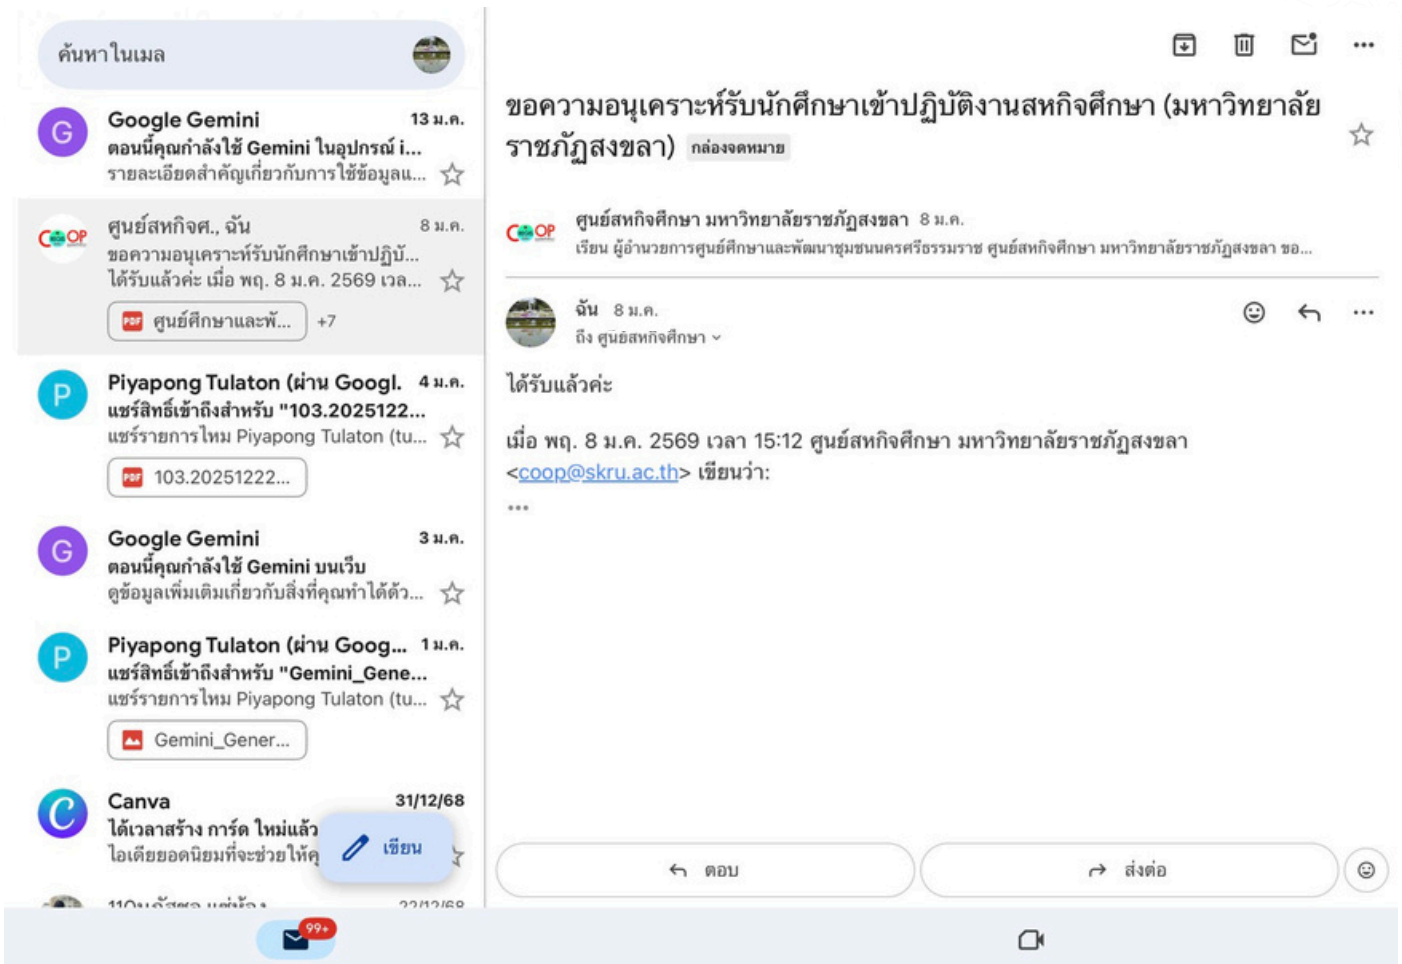 ค้นหาในเมล
Google Gemini 13 ม.ค.
ตอนนี้คุณกำลังใช้ Gemini ในอุปกรณ์ i...
รายละเอียดสำคัญเกี่ยวกับการใช้ข้อมูลแ...
ศูนย์สหกิจศ., ฉัน 8 ม.ค.
ขอความอนุเคราะห์รับนักศึกษาเข้าปฏิบั...
ได้รับแล้วค่ะ เมื่อ พฤ. 8 ม.ค. 2569 เวล...
PDF ศูนย์ศึกษาและพั... +7
Piyapong Tulaton (ผ่าน Googl. 4 ม.ค.
แชร์สิทธิ์เข้าถึงสำหรับ "103.2025122...
แชร์รายการไหม Piyapong Tulaton (tu...
PDF 103.20251222...
Google Gemini 3 ม.ค.
ตอนนี้คุณกำลังใช้ Gemini บนเว็บ
ดูข้อมูลเพิ่มเติมเกี่ยวกับสิ่งที่คุณทำได้ด้ว...
Piyapong Tulaton (ผ่าน Goog... 1 ม.ค.
แชร์สิทธิ์เข้าถึงสำหรับ "Gemini_Gene...
แชร์รายการไหม Piyapong Tulaton (tu...
Gemini_Gener...
Canva 31/12/68
ได้เวลาสร้าง การ์ด ใหม่แล้ว
ไอเดียยอดนิยมที่จะช่วยให้คุ
เขียน
22/12/68
99+
ขอความอนุเคราะห์รับนักศึกษาเข้าปฏิบัติงานสหกิจศึกษา (มหาวิทยาลัย
ราชภัฏสงขลา) กล่องจดหมาย
COOP ศูนย์สหกิจศึกษา มหาวิทยาลัยราชภัฏสงขลา 8 ม.ค.
เรียน ผู้อำนวยการศูนย์ศึกษาและพัฒนาชุมชนนครศรีธรรมราช ศูนย์สหกิจศึกษา มหาวิทยาลัยราชภัฏสงขลา ขอ...
ฉัน 8 ม.ค.
ถึง ศูนย์สหกิจศึกษา
ได้รับแล้วค่ะ
เมื่อ พฤ. 8 ม.ค. 2569 เวลา 15:12 ศูนย์สหกิจศึกษา มหาวิทยาลัยราชภัฏสงขลา
<coop@skru.ac.th> เขียนว่า:
ตอบ
ส่งต่อ